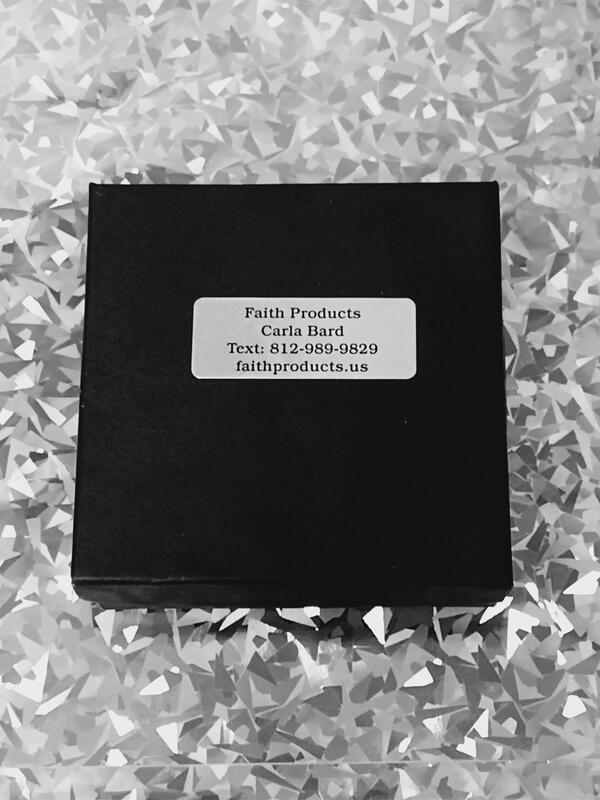 Faith Products
Carla Bard
Text: 812-989-9829
faithproducts.us